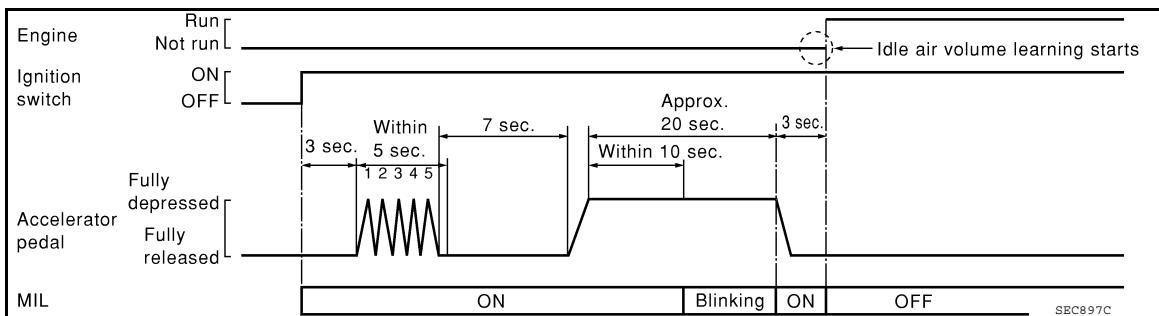 Engine
Run
Not run
Idle air volume learning starts
Ignition
switch
ON
OFF
3 sec.
Within
5 sec.
1 2 3 4 5
7 sec.
Approx.
20 sec.
Within 10 sec.
3 sec.
Accelerator
pedal
Fully
depressed
Fully
released
MIL
ON
Blinking
ON
OFF
SEC897C